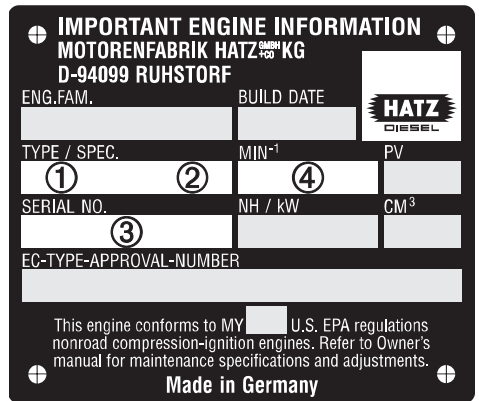 IMPORTANT ENGINE INFORMATION
MOTORENFABRIK HATZ GMBH +CO KG
D-94099 RUHSTORF
ENG.FAM. BUILD DATE
HATZ
DIESEL
TYPE / SPEC. MIN-1 PV
① ② ④
SERIAL NO. NH / kW CM3
③
EC-TYPE-APPROVAL-NUMBER
This engine conforms to MY U.S. EPA regulations
nonroad compression-ignition engines. Refer to Owner's
manual for maintenance specifications and adjustments.
Made in Germany